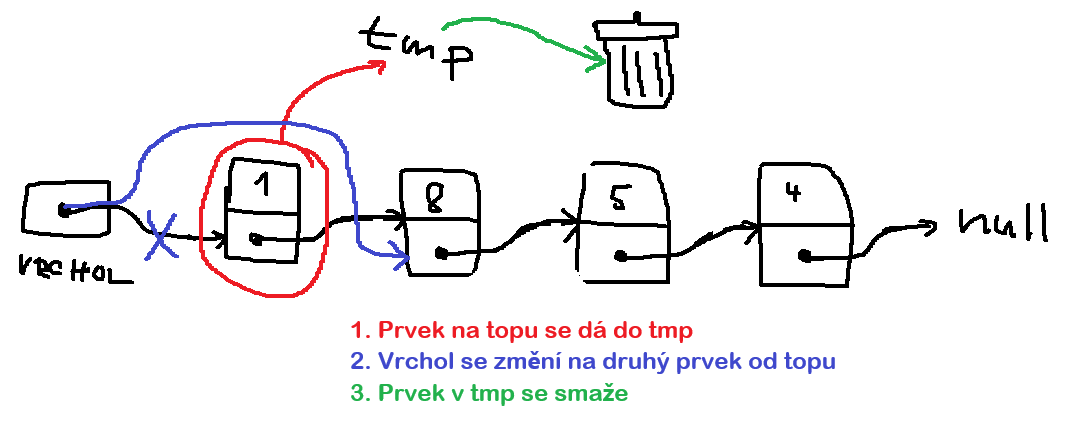 tmp
1
8
5
4
null
VRCHOL
1. Prvek na topu se dá do tmp
2. Vrchol se změní na druhý prvek od topu
3. Prvek v tmp se smaže